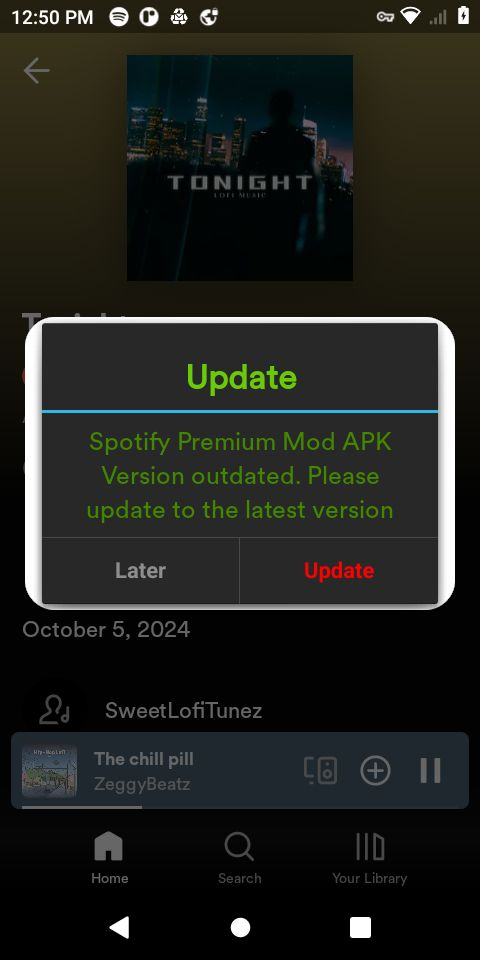 12:50 PM
TONIGHT
LOFI MUSIC
Update
Spotify Premium Mod APK
Version outdated. Please
update to the latest version
Later
Update
October 5, 2024
SweetLofiTunez
The chill pill
ZeggyBeatz
Home
Search
Your Library